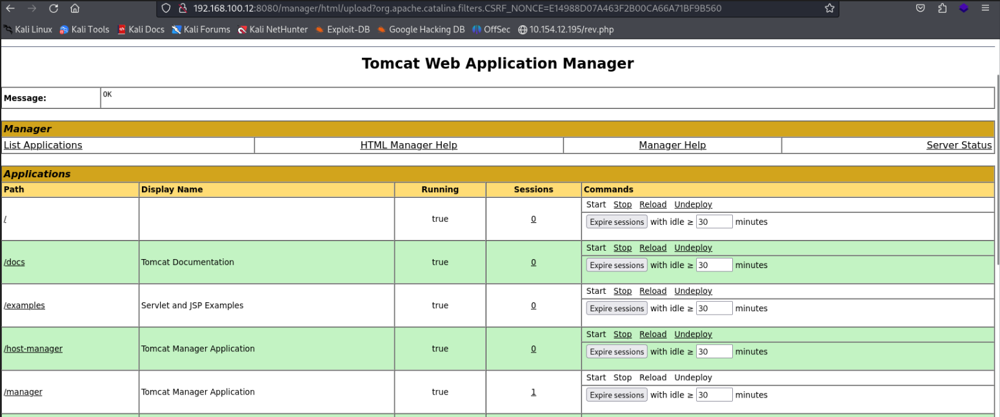 192.168.100.12:8080/manager/html/upload?org.apache.catalina.filters.CSRF_NONCE=E14988D07A463F2B00CA66A71BF9B560
Kali Linux Kali Tools Kali Docs Kali Forums Kali NetHunter Exploit-DB Google Hacking DB OffSec 10.154.12.195/rev.php
Tomcat Web Application Manager
Message: OK
Manager
List Applications HTML Manager Help Manager Help Server Status
Applications
Path Display Name Running Sessions Commands
Start Stop Reload Undeploy
/ true 0
Expire sessions with idle ≥ 30 minutes
Start Stop Reload Undeploy
/docs Tomcat Documentation true 0
Expire sessions with idle ≥ 30 minutes
Start Stop Reload Undeploy
/examples Servlet and JSP Examples true 0
Expire sessions with idle ≥ 30 minutes
Start Stop Reload Undeploy
/host-manager Tomcat Manager Application true 0
Expire sessions with idle ≥ 30 minutes
Start Stop Reload Undeploy
/manager Tomcat Manager Application true 1
Expire sessions with idle ≥ 30 minutes